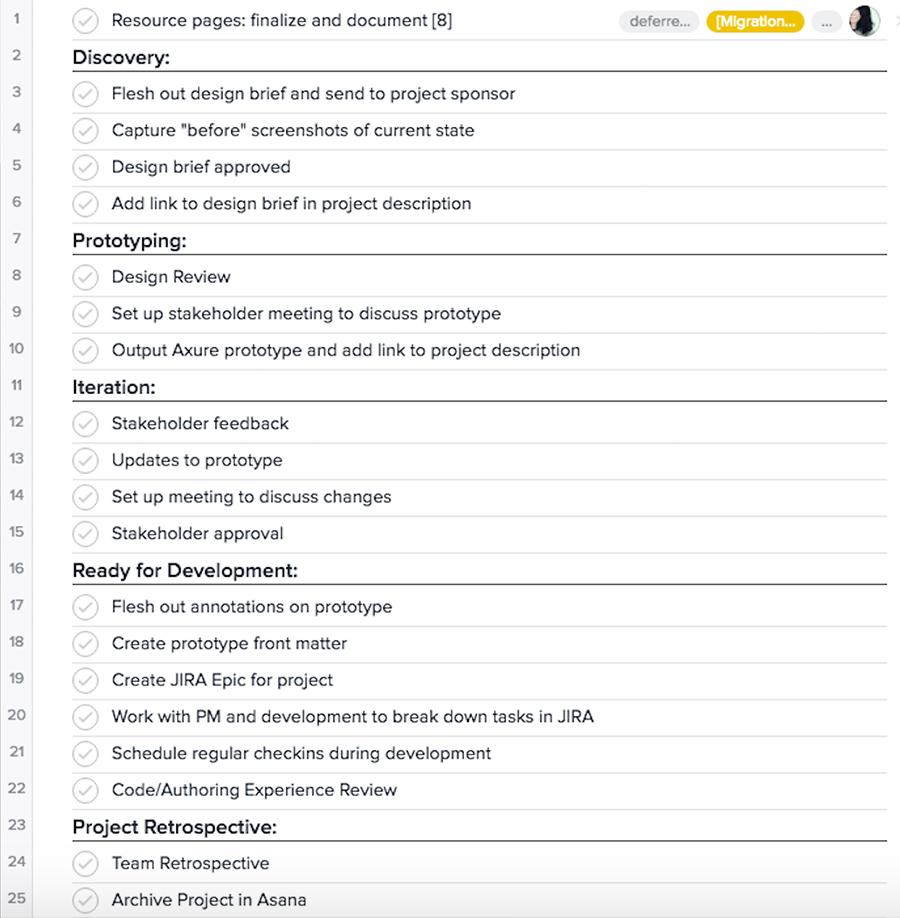 1 Resource pages: finalize and document [8] deferre... [Migration... ...
2 Discovery:
3 Flesh out design brief and send to project sponsor
4 Capture "before" screenshots of current state
5 Design brief approved
6 Add link to design brief in project description
7 Prototyping:
8 Design Review
9 Set up stakeholder meeting to discuss prototype
10 Output Axure prototype and add link to project description
11 Iteration:
12 Stakeholder feedback
13 Updates to prototype
14 Set up meeting to discuss changes
15 Stakeholder approval
16 Ready for Development:
17 Flesh out annotations on prototype
18 Create prototype front matter
19 Create JIRA Epic for project
20 Work with PM and development to break down tasks in JIRA
21 Schedule regular checkins during development
22 Code/Authoring Experience Review
23 Project Retrospective:
24 Team Retrospective
25 Archive Project in Asana